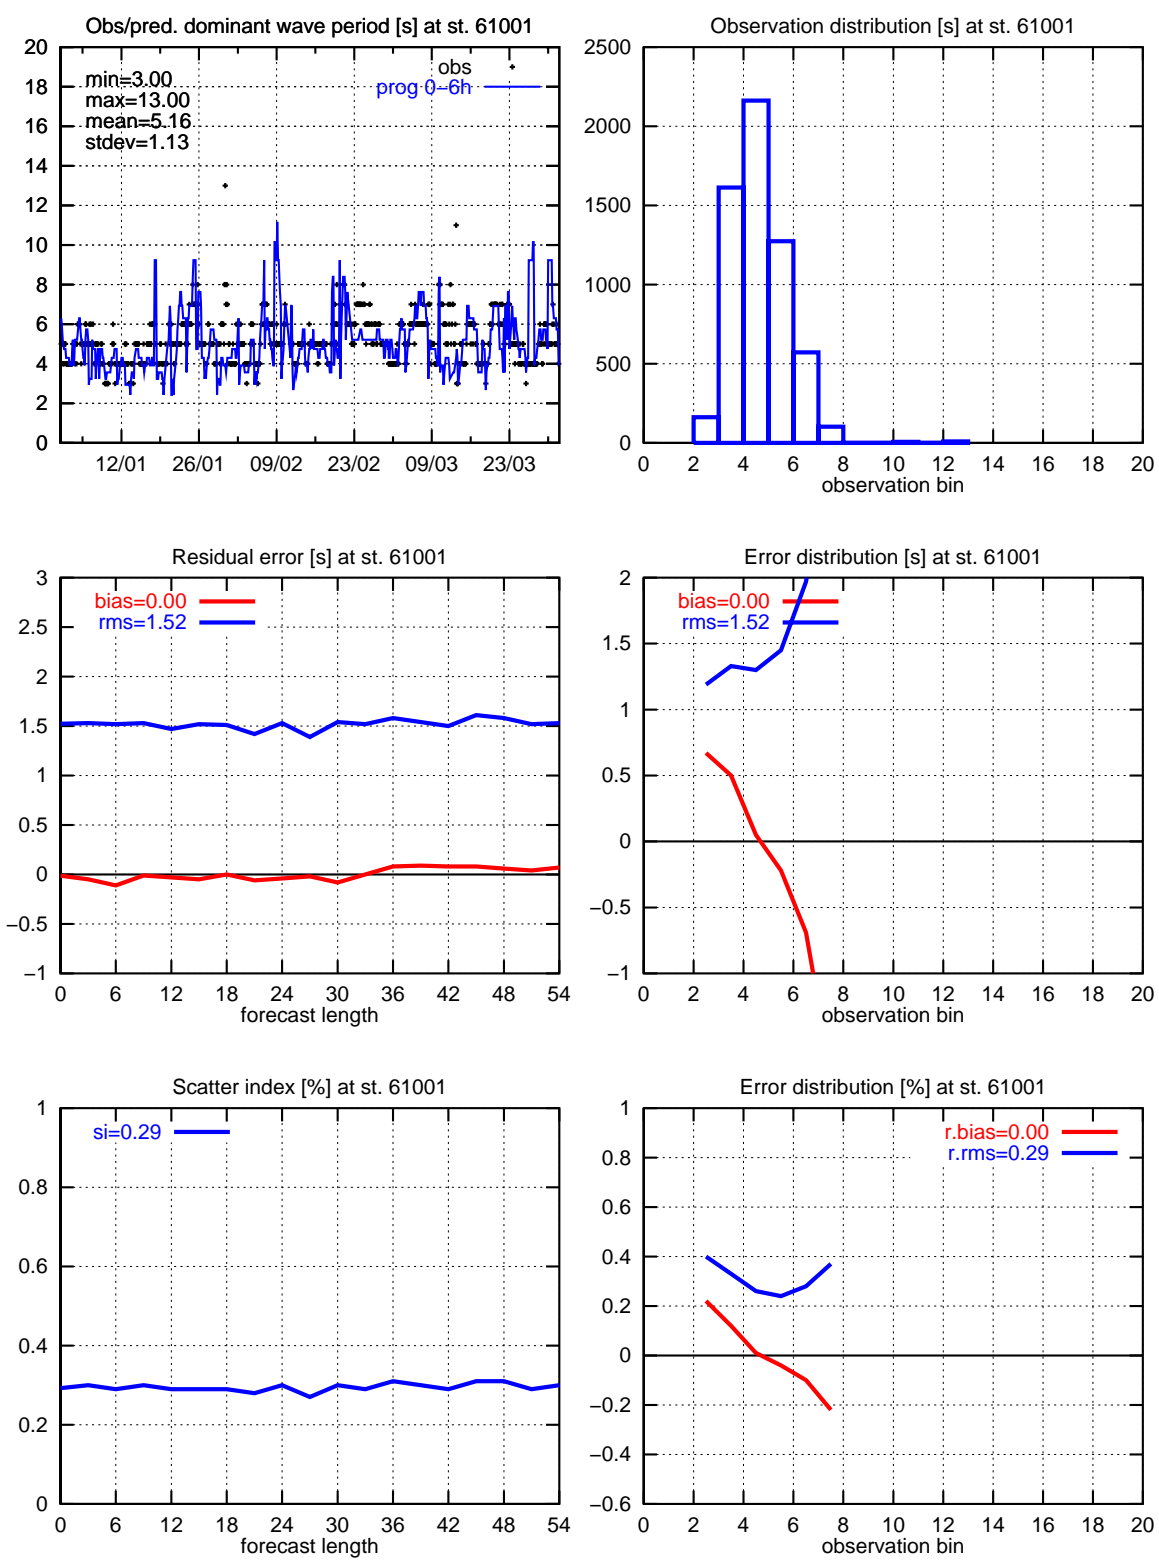 Obs/pred. dominant wave period [s] at st. 61001
20
18
16
14
12
10
8
6
4
2
0
min=3.00
max=13.00
mean=5.16
stdev=1.13
obs
prog 0−6h
12/01 26/01 09/02 23/02 09/03 23/03
Observation distribution [s] at st. 61001
2500
2000
1500
1000
500
0
0 2 4 6 8 10 12 14 16 18 20
observation bin
Residual error [s] at st. 61001
3
2.5
2
1.5
1
0.5
0
−0.5
−1
bias=0.00
rms=1.52
0 6 12 18 24 30 36 42 48 54
forecast length
Error distribution [s] at st. 61001
2
1.5
1
0.5
0
−0.5
−1
bias=0.00
rms=1.52
0 2 4 6 8 10 12 14 16 18 20
observation bin
Scatter index [%] at st. 61001
1
0.8
0.6
0.4
0.2
0
si=0.29
0 6 12 18 24 30 36 42 48 54
forecast length
Error distribution [%] at st. 61001
1
0.8
0.6
0.4
0.2
0
−0.2
−0.4
−0.6
r.bias=0.00
r.rms=0.29
0 2 4 6 8 10 12 14 16 18 20
observation bin